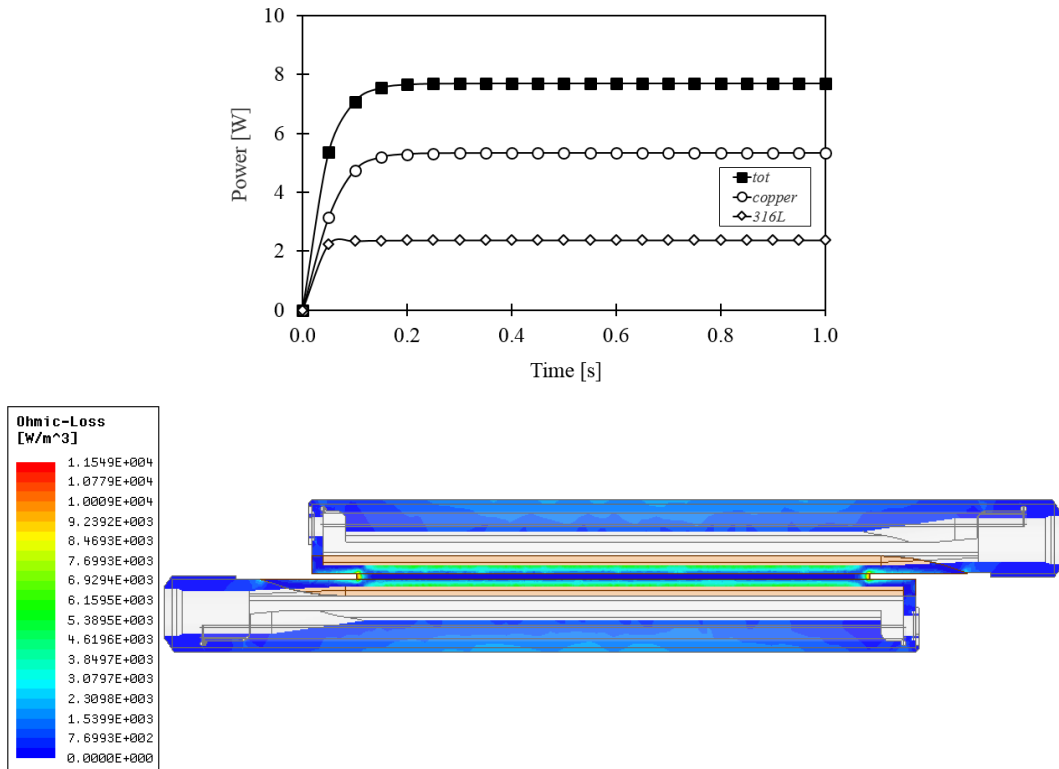 10
8
6
4
2
0
Power [W]
tot
copper
316L
0.0 0.2 0.4 0.6 0.8 1.0
Time [s]
Ohmic-Loss
[W/m^3]
1.1549E+004
1.0779E+004
1.0009E+004
9.2392E+003
8.4693E+003
7.6993E+003
6.9294E+003
6.1595E+003
5.3895E+003
4.6196E+003
3.8497E+003
3.0797E+003
2.3098E+003
1.5399E+003
7.6993E+002
0.0000E+000